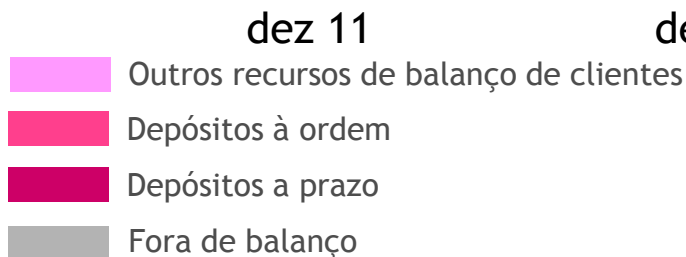 dez 11
Outros recursos de balanço de clientes
Depósitos à ordem
Depósitos a prazo
Fora de balanço